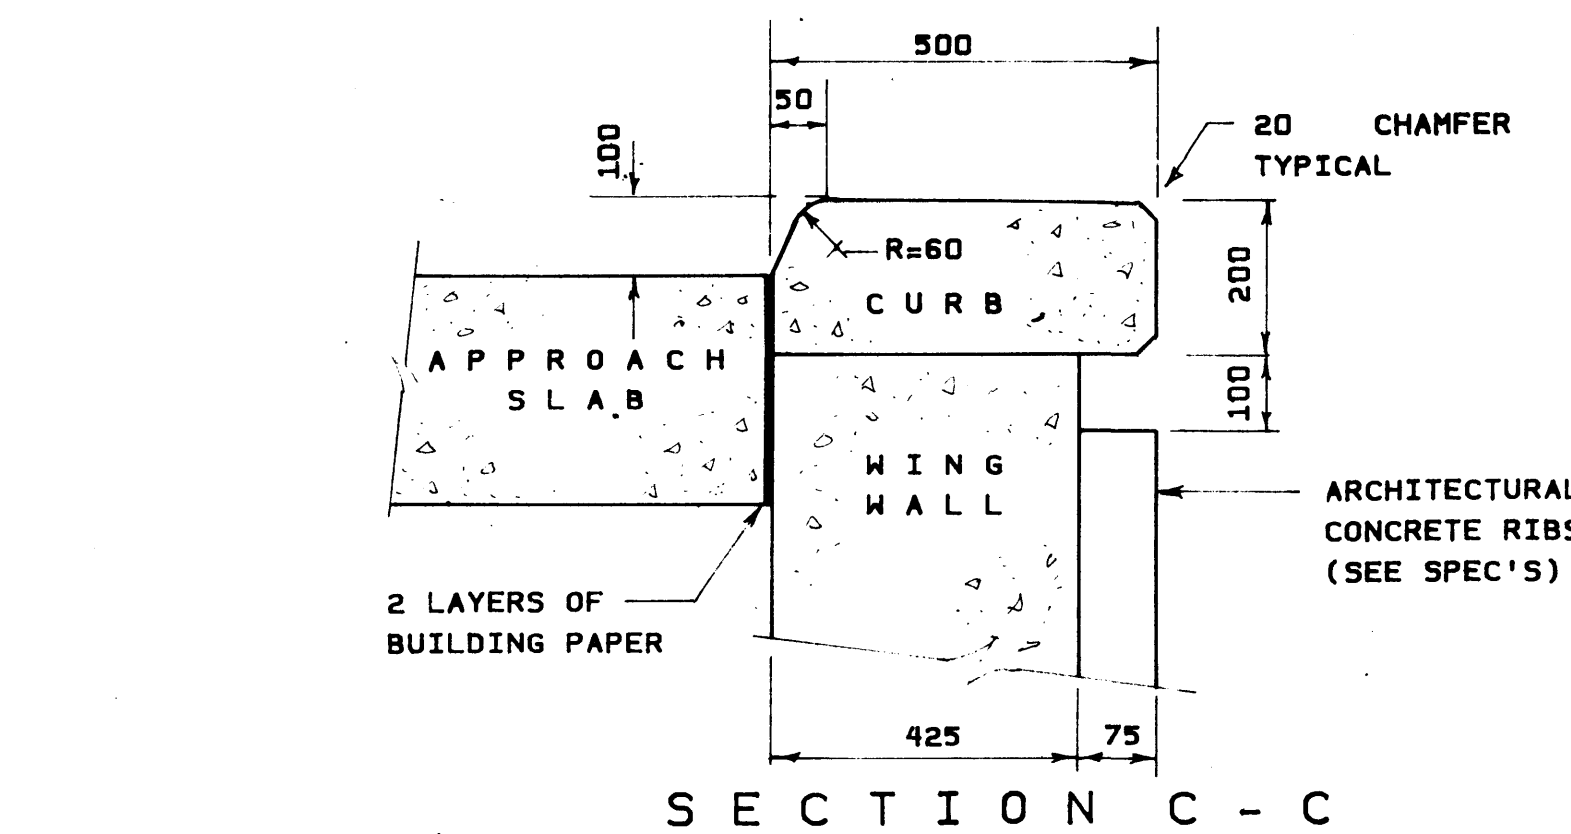 500
50
100
20 CHAMFER
TYPICAL
R=60
CURB
200
APPROACH
SLAB
100
WING
WALL
ARCHITECTURAL
CONCRETE RIBS
(SEE SPEC'S)
2 LAYERS OF
BUILDING PAPER
425
75
SECTION C-C